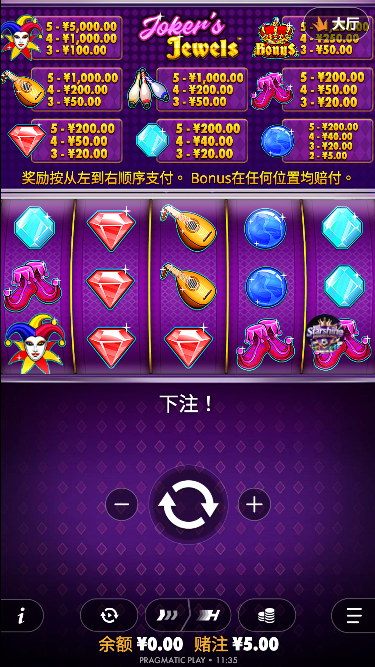 5 - ¥5,000.00
4 - ¥1,000.00
3 - ¥100.00
Joker's
Jewels
Bonus
4 - ¥250.00
3 - ¥50.00
大厅
5 - ¥1,000.00
4 - ¥200.00
3 - ¥50.00
5 - ¥1,000.00
4 - ¥200.00
3 - ¥50.00
5 - ¥1,000.00
4 - ¥200.00
3 - ¥50.00
5 - ¥200.00
4 - ¥50.00
3 - ¥20.00
5 - ¥200.00
4 - ¥40.00
3 - ¥20.00
5 - ¥200.00
4 - ¥40.00
3 - ¥20.00
2 - ¥5.00
奖励按从左到右顺序支付。 Bonus在任何位置均赔付。
Starshine
下注！
余额 ¥0.00 赌注 ¥5.00
PRAGMATIC PLAY • 11:35